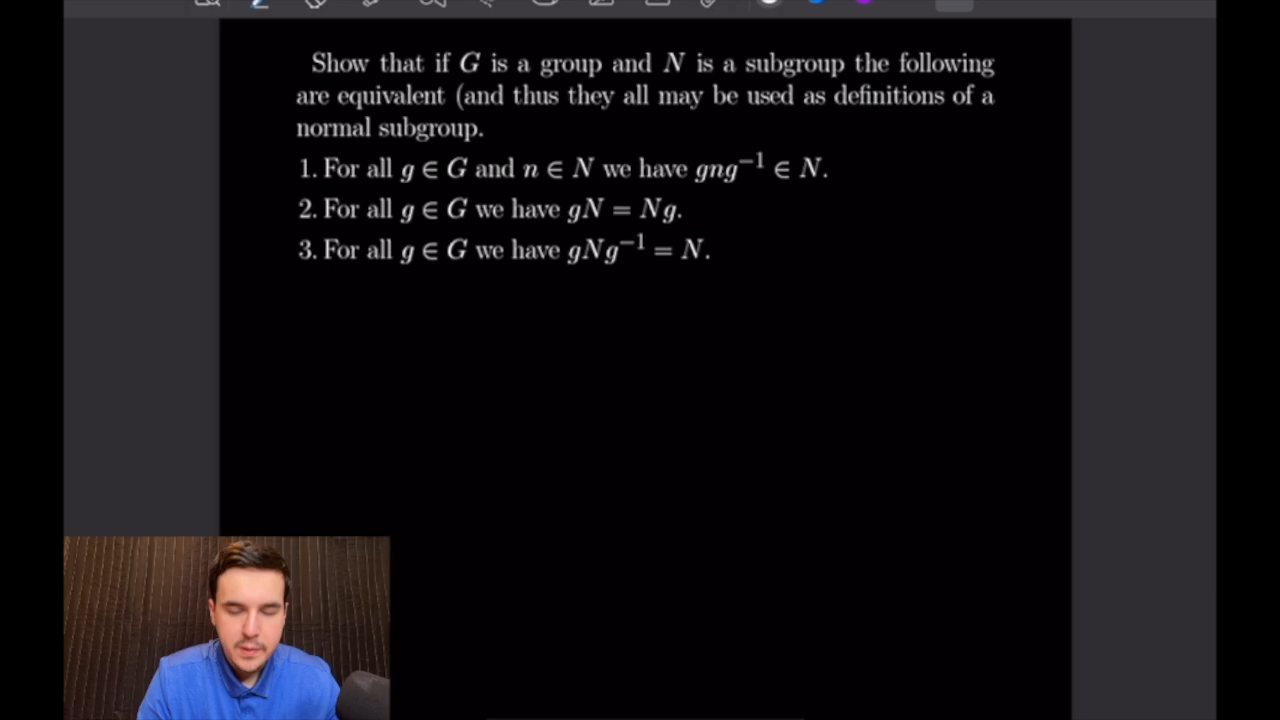 Show that if G is a group and N is a subgroup the following
are equivalent (and thus they all may be used as definitions of a
normal subgroup.
1. For all g ∈ G and n ∈ N we have gng⁻¹ ∈ N.
2. For all g ∈ G we have gN = Ng.
3. For all g ∈ G we have gNg⁻¹ = N.